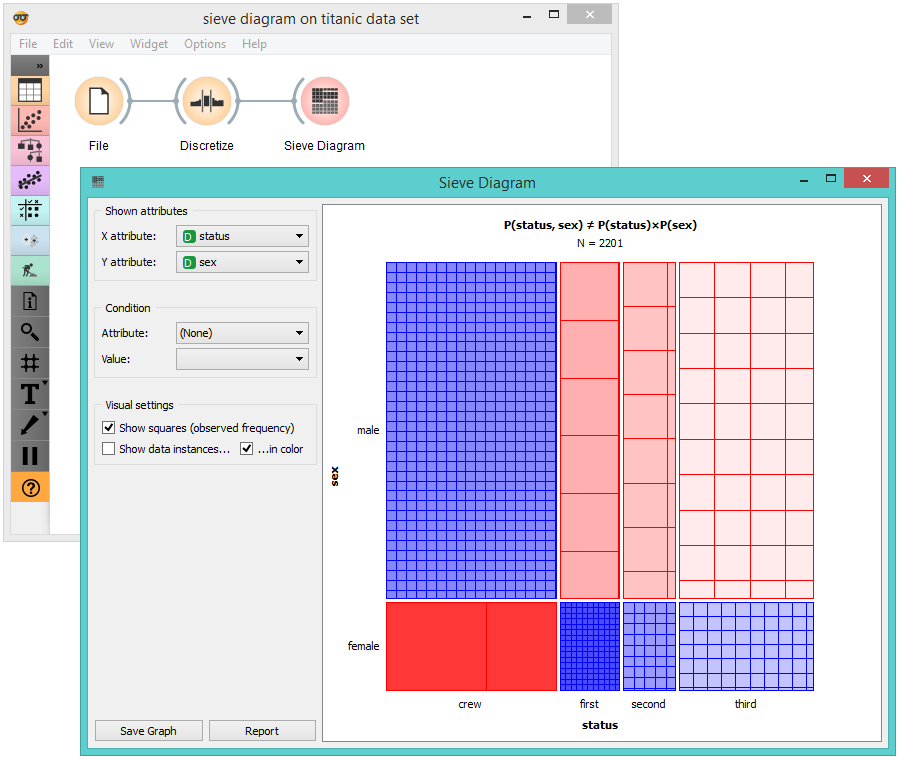 sieve diagram on titanic data set
File Edit View Widget Options Help
»
File Discretize Sieve Diagram
Sieve Diagram
Shown attributes
X attribute: D status
Y attribute: D sex
Condition
Attribute: (None)
Value:
Visual settings
Show squares (observed frequency)
Show data instances... ...in color
Save Graph Report
P(status, sex) ≠ P(status)×P(sex)
N = 2201
male
sex
female
crew first second third
status
T
i
?